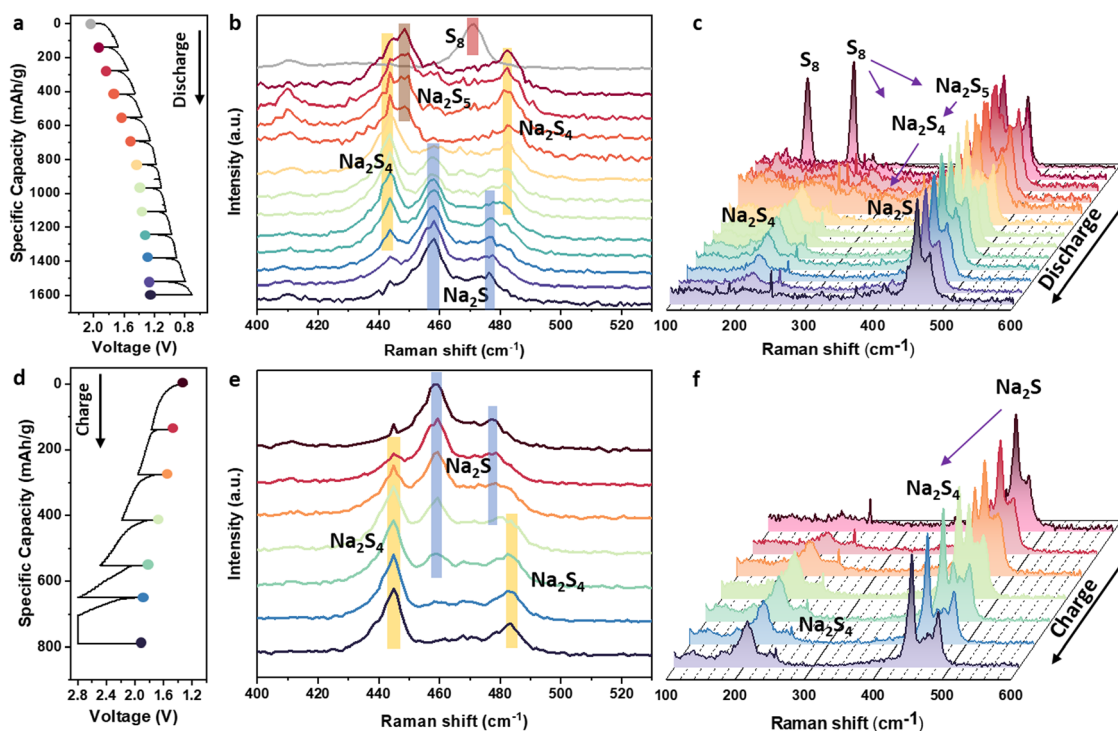 a
Specific Capacity (mAh/g)
0
200
400
600
800
1000
1200
1400
1600
Discharge
2.0 1.6 1.2 0.8
Voltage (V)
b
Intensity (a.u.)
S₈
Na₂S₅
Na₂S₄
Na₂S₄
Na₂S
400 420 440 460 480 500 520
Raman shift (cm⁻¹)
c
S₈
S₈
Na₂S₅
Na₂S₄
Na₂S₄
Na₂S
Discharge
100 200 300 400 500 600
Raman shift (cm⁻¹)
d
Specific Capacity (mAh/g)
0
200
400
600
800
Charge
2.8 2.4 2.0 1.6 1.2
Voltage (V)
e
Intensity (a.u.)
Na₂S
Na₂S₄
Na₂S₄
400 420 440 460 480 500 520
Raman shift (cm⁻¹)
f
Na₂S
Na₂S₄
Na₂S₄
Charge
100 200 300 400 500 600
Raman shift (cm⁻¹)